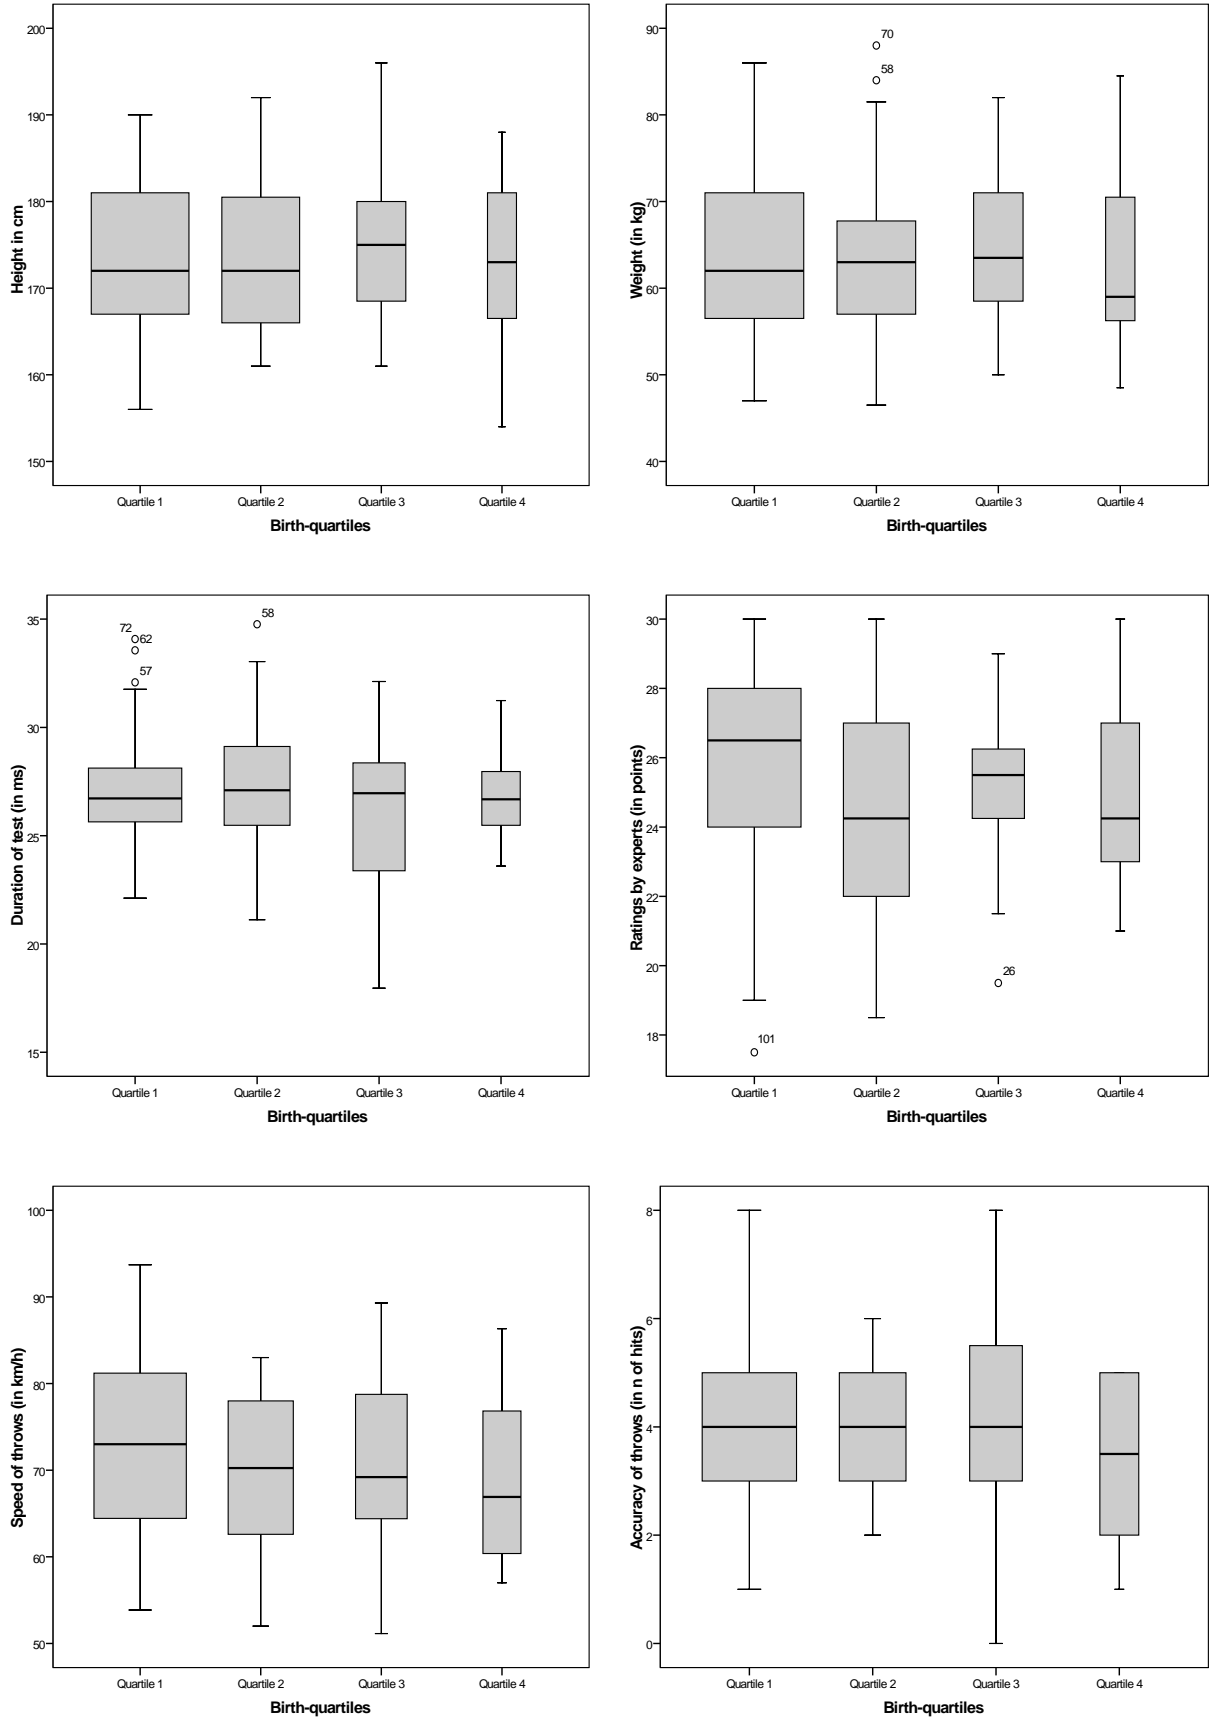 200
190
180
170
160
150
Height in cm
Quartile 1 Quartile 2 Quartile 3 Quartile 4
Birth-quartiles
90
80
70
60
50
40
Weight (in kg)
70
58
Quartile 1 Quartile 2 Quartile 3 Quartile 4
Birth-quartiles
35
30
25
20
15
Duration of test (in ms)
72
62
57
58
Quartile 1 Quartile 2 Quartile 3 Quartile 4
Birth-quartiles
30
28
26
24
22
20
18
Ratings by experts (in points)
101
26
Quartile 1 Quartile 2 Quartile 3 Quartile 4
Birth-quartiles
100
90
80
70
60
50
Speed of throws (in km/h)
Quartile 1 Quartile 2 Quartile 3 Quartile 4
Birth-quartiles
8
6
4
2
0
Accuracy of throws (in n of hits)
Quartile 1 Quartile 2 Quartile 3 Quartile 4
Birth-quartiles